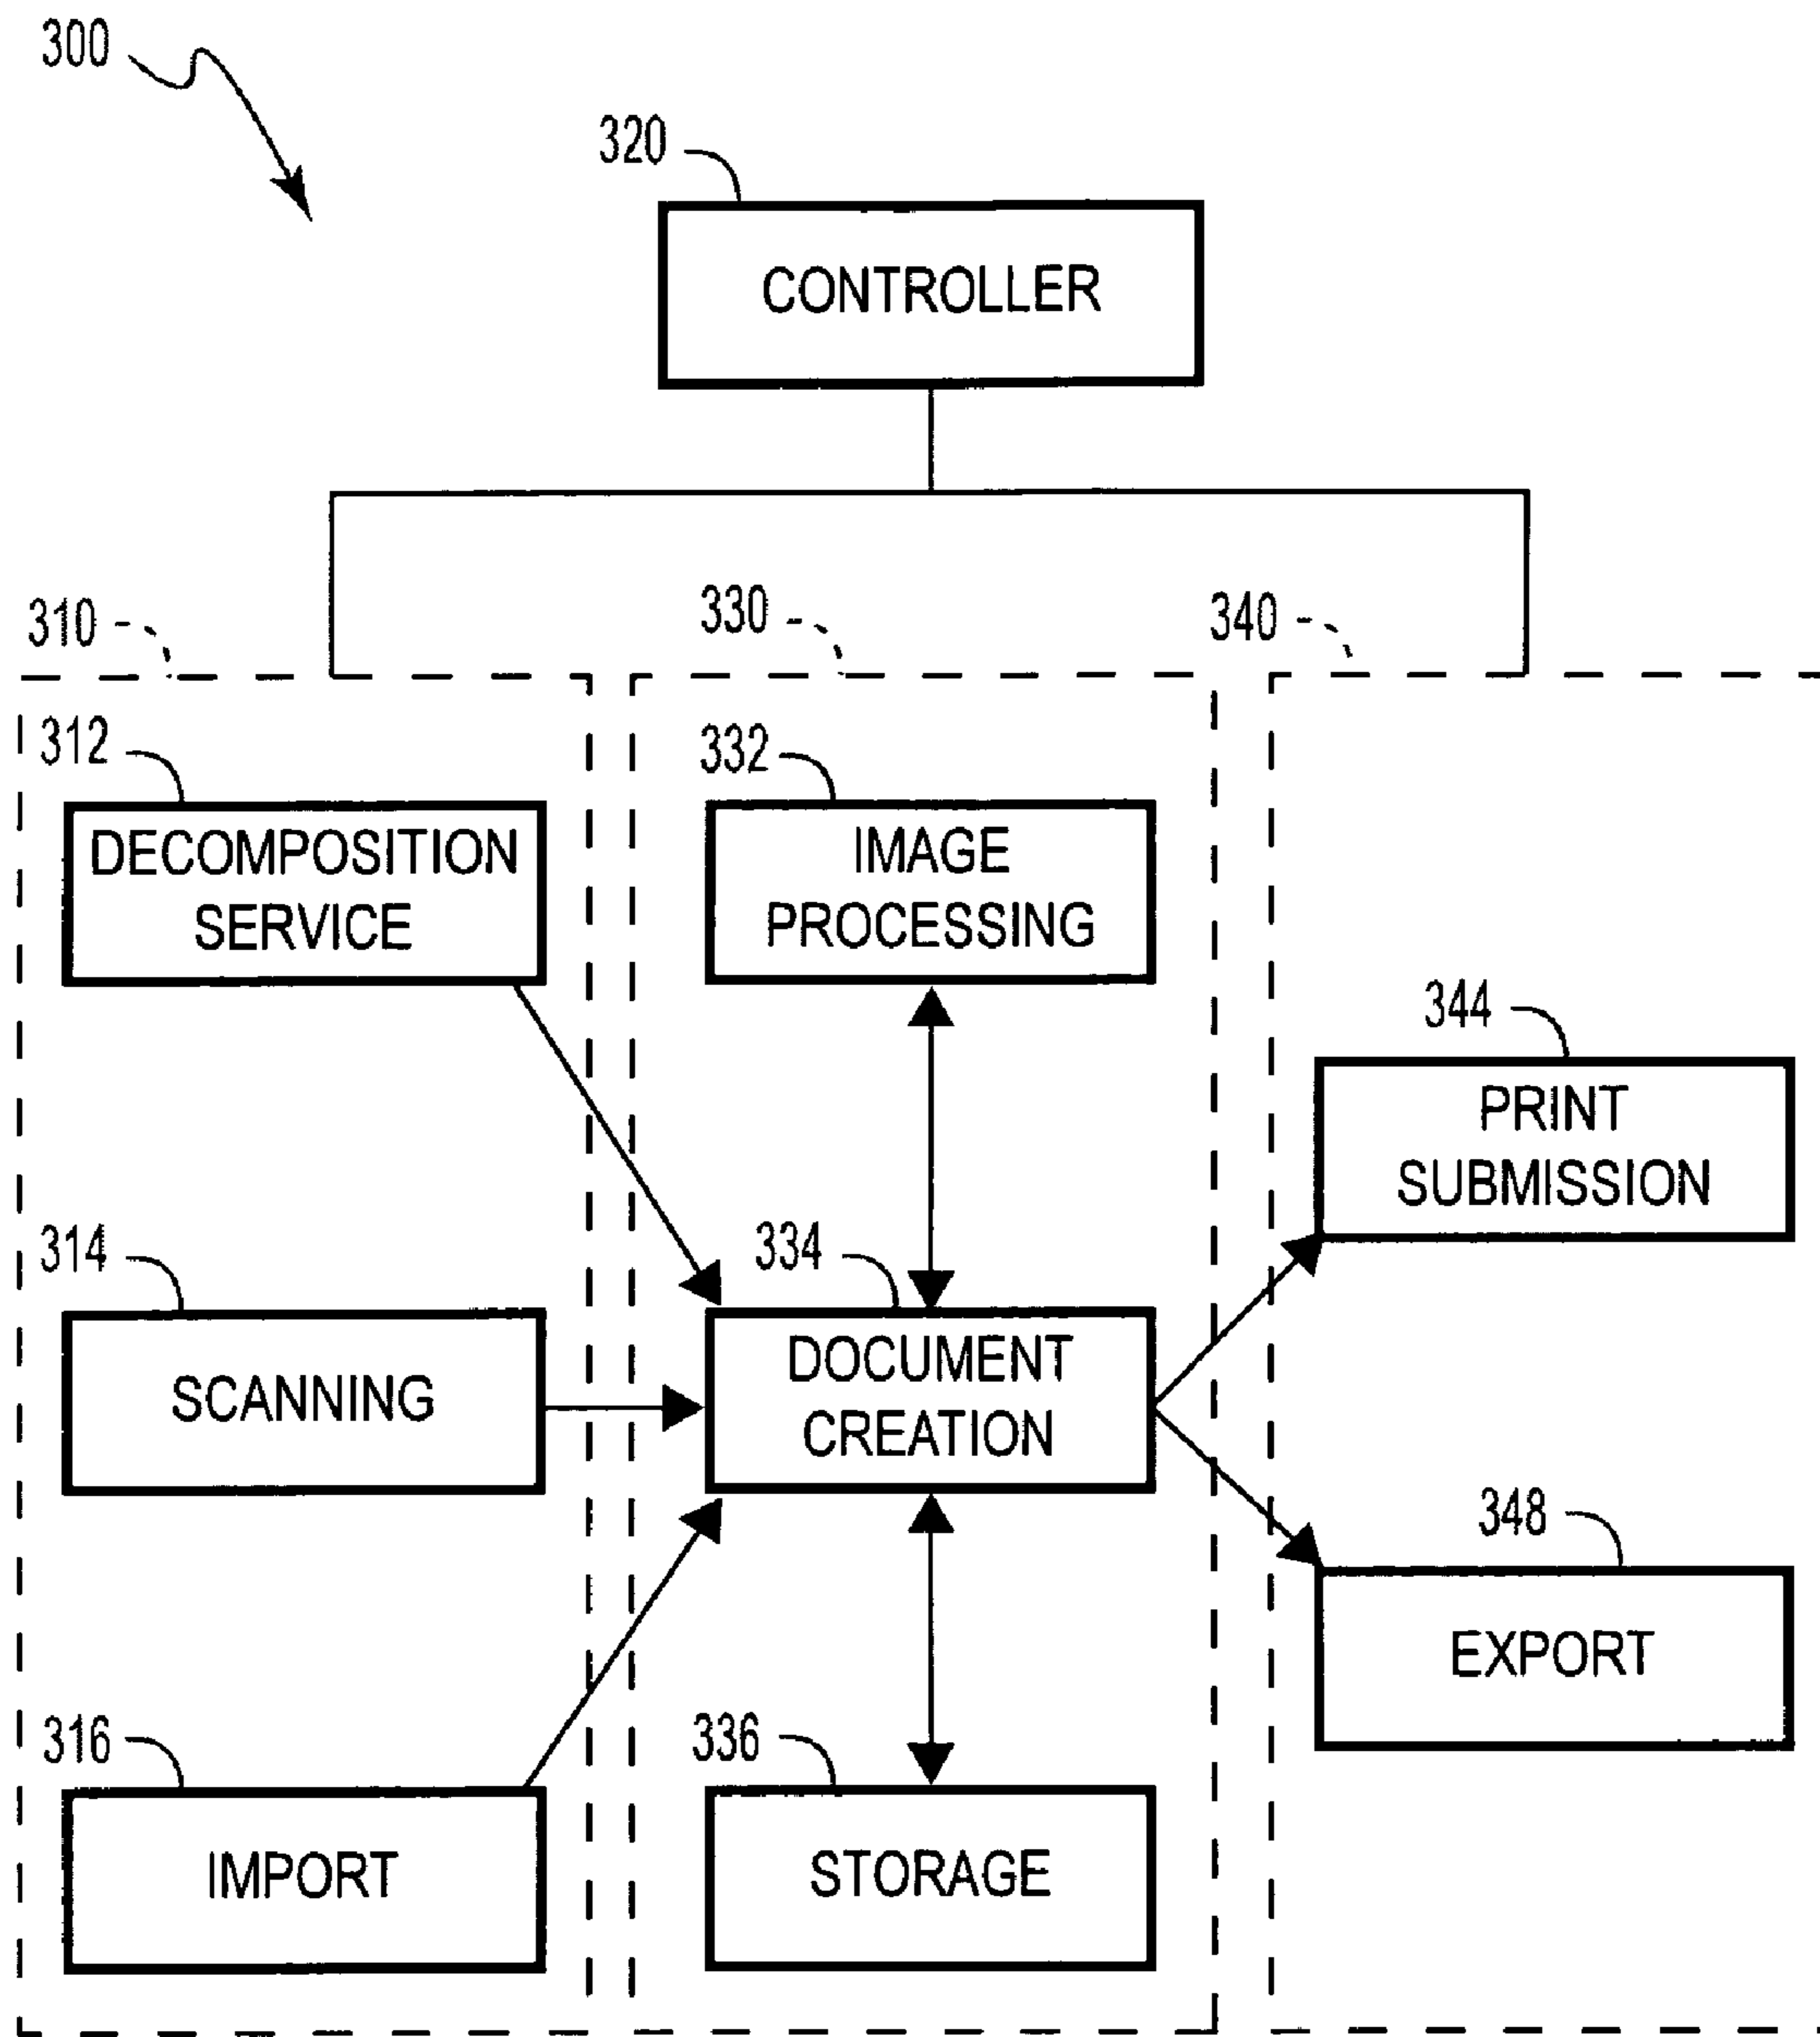 300
320
CONTROLLER
310
330
340
312
332
DECOMPOSITION
SERVICE
IMAGE
PROCESSING
344
PRINT
SUBMISSION
314
334
SCANNING
DOCUMENT
CREATION
348
EXPORT
316
336
IMPORT
STORAGE